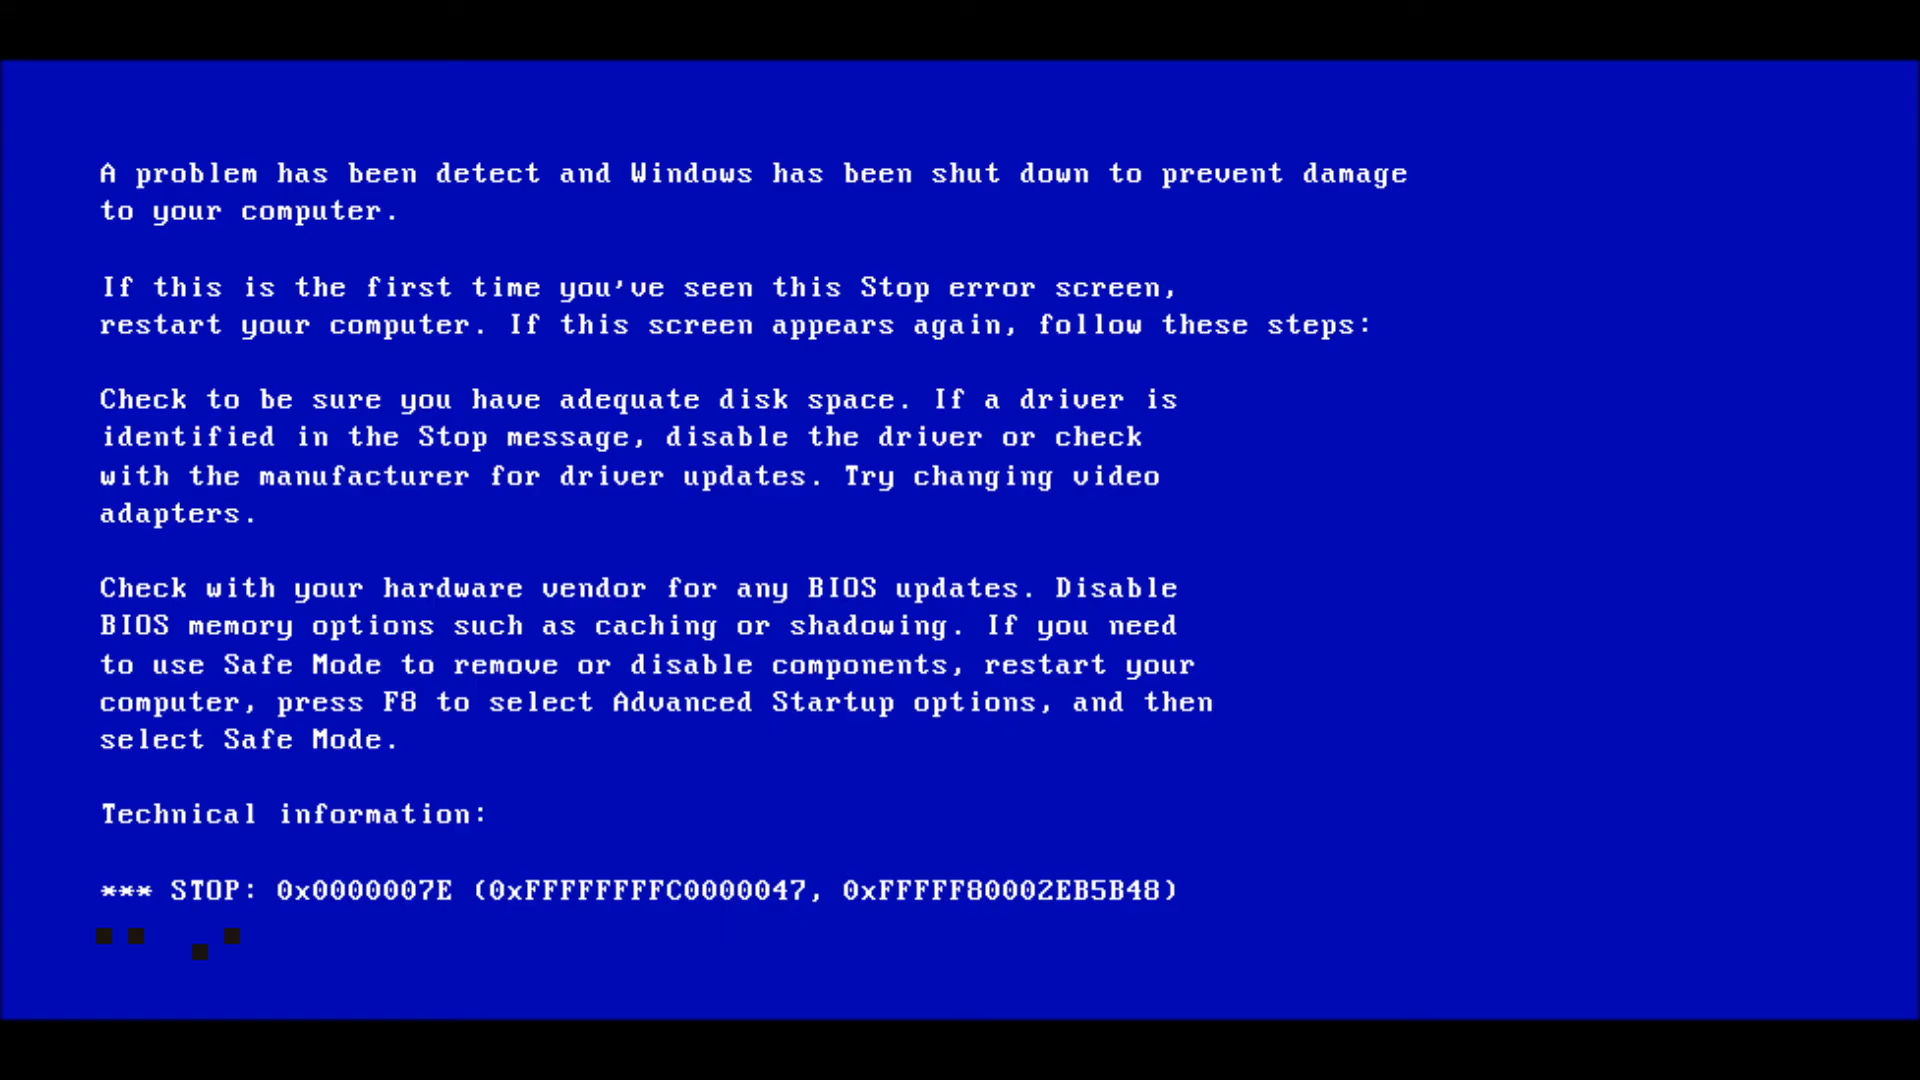 A problem has been detect and Windows has been shut down to prevent damage
to your computer.
If this is the first time you've seen this Stop error screen,
restart your computer. If this screen appears again, follow these steps:
Check to be sure you have adequate disk space. If a driver is
identified in the Stop message, disable the driver or check
with the manufacturer for driver updates. Try changing video
adapters.
Check with your hardware vendor for any BIOS updates. Disable
BIOS memory options such as caching or shadowing. If you need
to use Safe Mode to remove or disable components, restart your
computer, press F8 to select Advanced Startup options, and then
select Safe Mode.
Technical information:
*** STOP: 0x0000007E (0xFFFFFFFFC0000047, 0xFFFFF80002EB5B48)